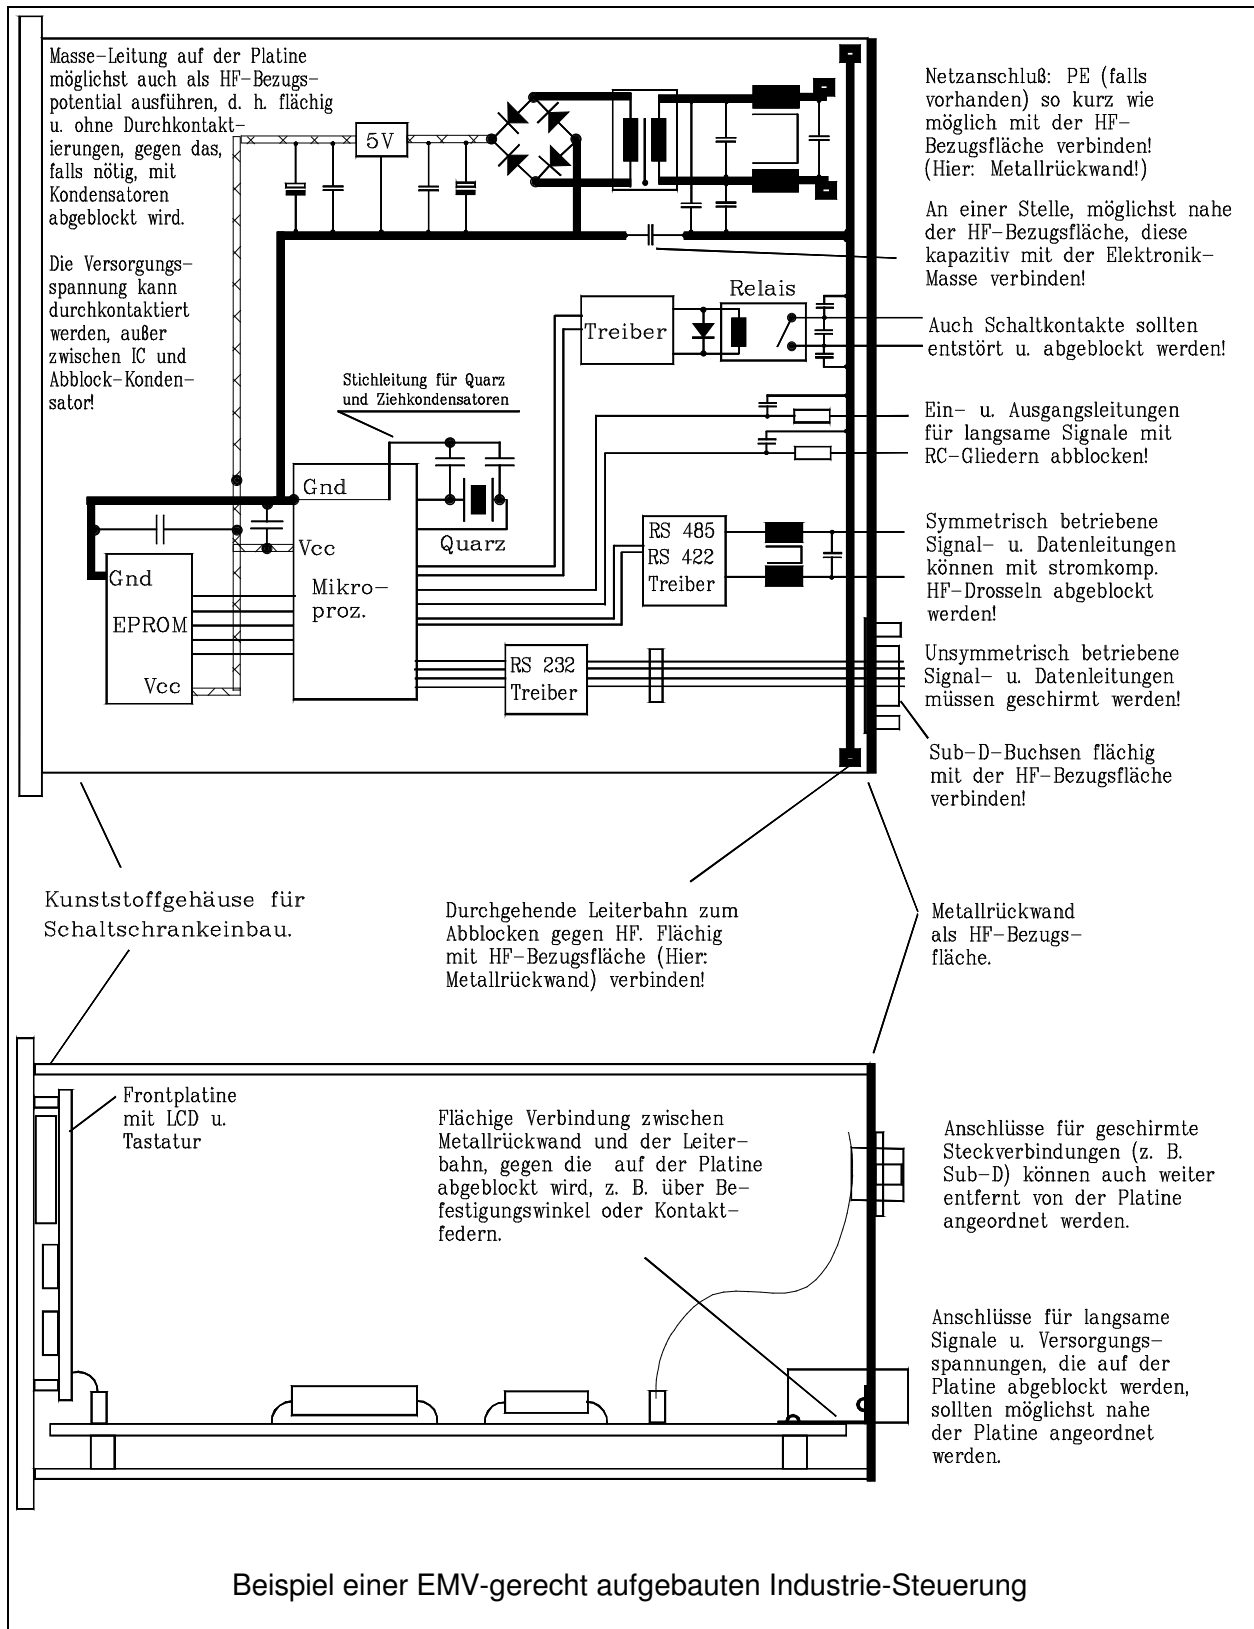 Masse-Leitung auf der Platine
möglichst auch als HF-Bezugs-
potential ausführen, d. h. flächig
u. ohne Durchkontakt-
ierungen, gegen das,
falls nötig, mit
Kondensatoren
abgeblockt wird.
Die Versorgungs-
spannung kann
durchkontaktiert
werden, außer
zwischen IC und
Abblock-Konden-
sator!
5V
Netzanschluß: PE (falls
vorhanden) so kurz wie
möglich mit der HF-
Bezugsfläche verbinden!
(Hier: Metallrückwand!)
An einer Stelle, möglichst nahe
der HF-Bezugsfläche, diese
kapazitiv mit der Elektronik-
Masse verbinden!
Relais
Treiber
Auch Schaltkontakte sollten
entstört u. abgeblockt werden!
Stichleitung für Quarz
und Ziehkondensatoren
Ein- u. Ausgangsleitungen
für langsame Signale mit
RC-Gliedern abblocken!
Gnd
Quarz
Vcc
Mikro-
proz.
Gnd
EPROM
Vcc
RS 485
RS 422
Treiber
Symmetrisch betriebene
Signal- u. Datenleitungen
können mit stromkomp.
HF-Drosseln abgeblockt
werden!
RS 232
Treiber
Unsymmetrisch betriebene
Signal- u. Datenleitungen
müssen geschirmt werden!
Sub-D-Buchsen flächig
mit der HF-Bezugsfläche
verbinden!
Kunststoffgehäuse für
Schaltschrankeinbau.
Durchgehende Leiterbahn zum
Abblocken gegen HF. Flächig
mit HF-Bezugsfläche (Hier:
Metallrückwand) verbinden!
Metallrückwand
als HF-Bezugs-
fläche.
Frontplatine
mit LCD u.
Tastatur
Flächige Verbindung zwischen
Metallrückwand und der Leiter-
bahn, gegen die auf der Platine
abgeblockt wird, z. B. über Be-
festigungswinkel oder Kontakt-
federn.
Anschlüsse für geschirmte
Steckverbindungen (z. B.
Sub-D) können auch weiter
entfernt von der Platine
angeordnet werden.
Anschlüsse für langsame
Signale u. Versorgungs-
spannungen, die auf der
Platine abgeblockt werden,
sollten möglichst nahe
der Platine angeordnet
werden.
Beispiel einer EMV-gerecht aufgebauten Industrie-Steuerung